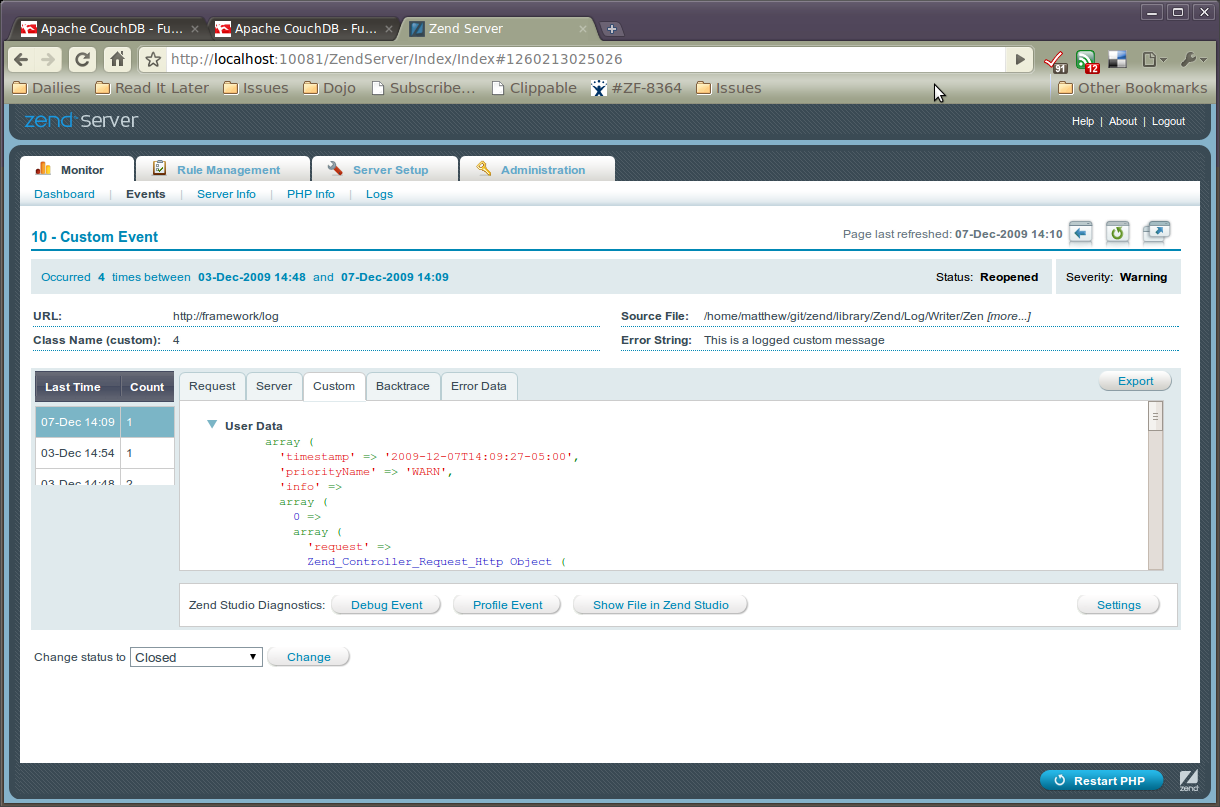 Apache CouchDB - Fu... Apache CouchDB - Fu... Zend Server
http://localhost:10081/ZendServer/Index/Index#1260213025026 91 12
Dailies Read It Later Issues Dojo Subscribe... Clippable #ZF-8364 Issues Other Bookmarks
zend server Help | About | Logout
Monitor Rule Management Server Setup Administration
Dashboard | Events | Server Info | PHP Info | Logs
10 - Custom Event Page last refreshed: 07-Dec-2009 14:10
Occurred 4 times between 03-Dec-2009 14:48 and 07-Dec-2009 14:09 Status: Reopened Severity: Warning
URL: http://framework/log Source File: /home/matthew/git/zend/library/Zend/Log/Writer/Zen [more...]
Class Name (custom): 4 Error String: This is a logged custom message
Last Time Count Request Server Custom Backtrace Error Data Export
07-Dec 14:09 1 User Data
array (
03-Dec 14:54 1 'timestamp' => '2009-12-07T14:09:27-05:00',
'priorityName' => 'WARN',
03-Dec 14:48 2 'info' =>
array (
0 =>
array (
'request' =>
Zend_Controller_Request_Http Object (
Zend Studio Diagnostics: Debug Event Profile Event Show File in Zend Studio Settings
Change status to Closed Change
Restart PHP zend